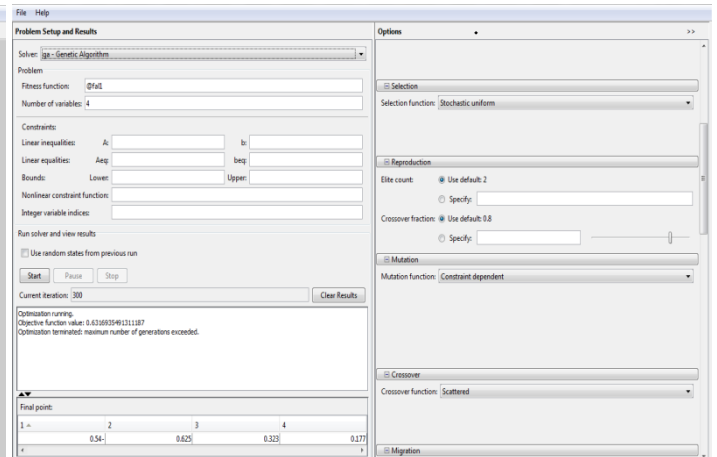 File Help
Problem Setup and Results
Solver: ga - Genetic Algorithm
Problem
Fitness function: @fal1
Number of variables: 4
Constraints:
Linear inequalities: A: b:
Linear equalities: Aeq: beq:
Bounds: Lower: Upper:
Nonlinear constraint function:
Integer variable indices:
Run solver and view results
Use random states from previous run
Start Pause Stop
Current iteration: 300 Clear Results
Optimization running.
Objective function value: 0.6316935491311187
Optimization terminated: maximum number of generations exceeded.
Final point:
1 2 3 4
0.54- 0.625 0.323 0.177
Options >>
Selection
Selection function: Stochastic uniform
Reproduction
Elite count: Use default: 2
Specify:
Crossover fraction: Use default: 0.8
Specify:
Mutation
Mutation function: Constraint dependent
Crossover
Crossover function: Scattered
Migration